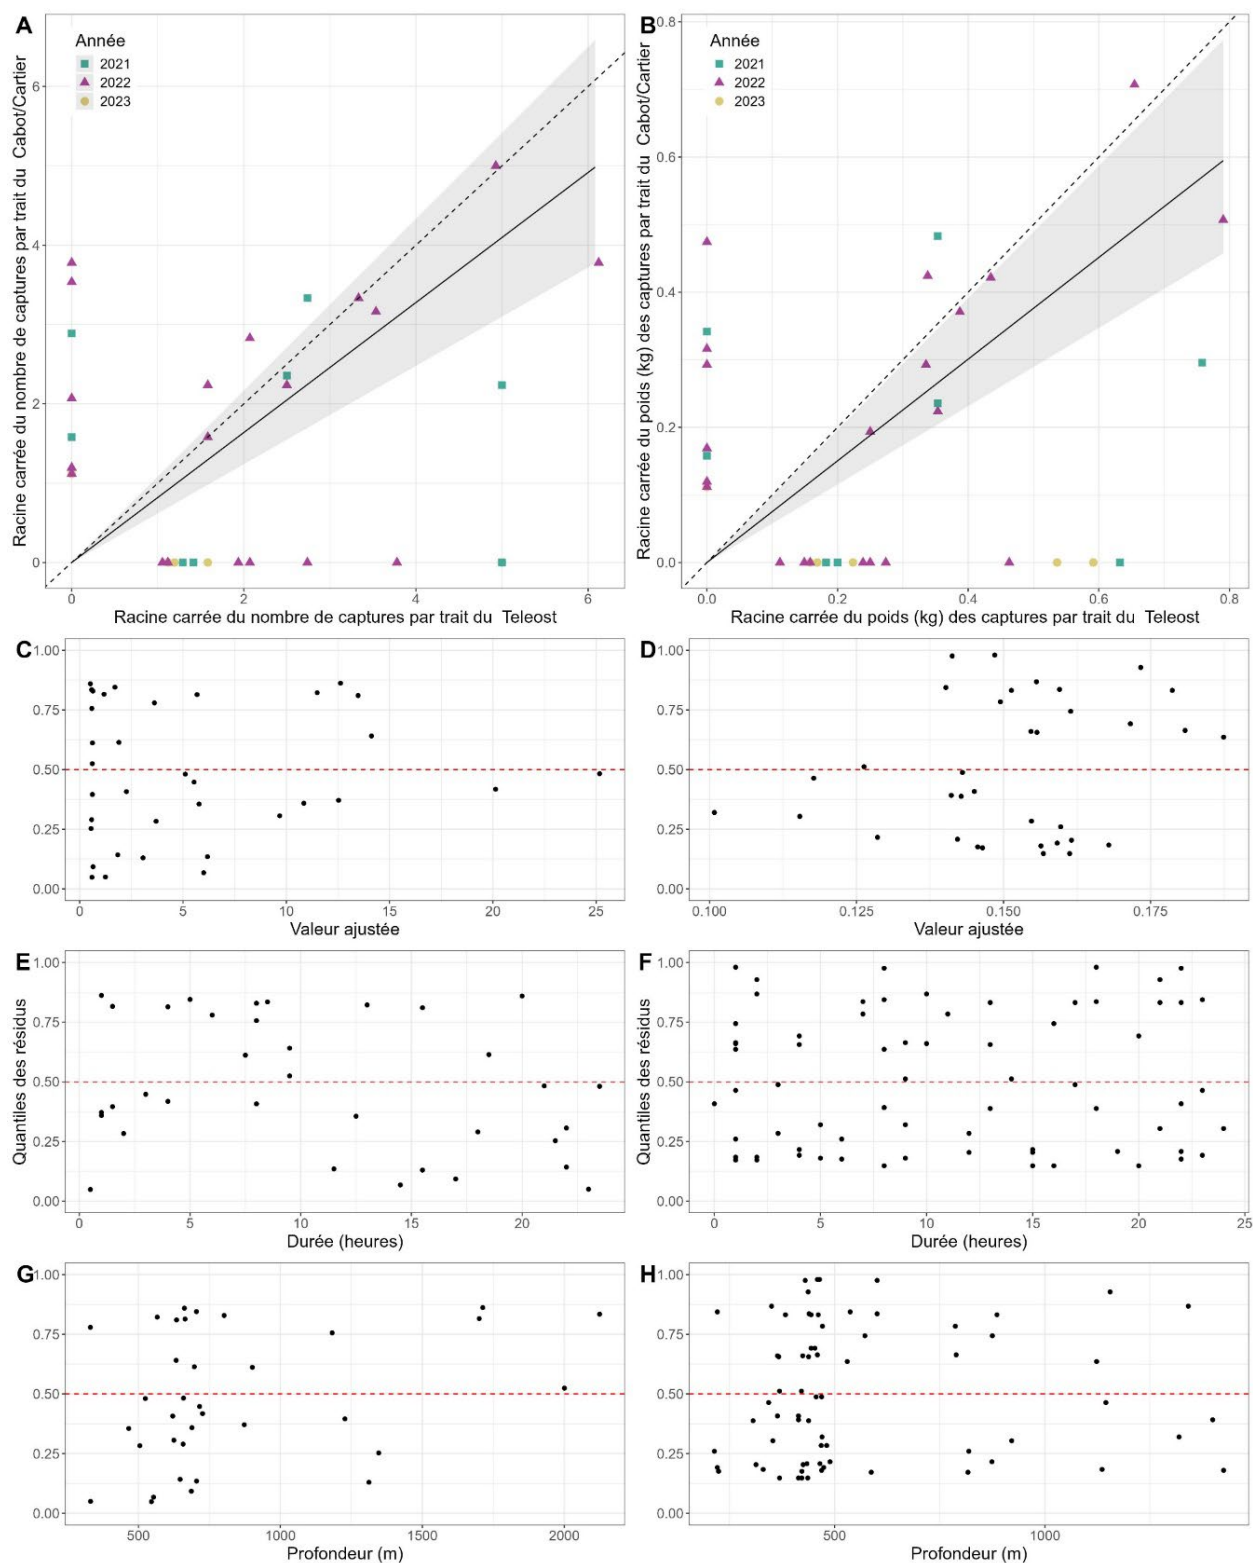 A
Année
2021
2022
2023
Racine carrée du nombre de captures par trait du Cabot/Cartier
6
4
2
0
0 2 4 6
Racine carrée du nombre de captures par trait du Teleost
B
Année
2021
2022
2023
Racine carrée du poids (kg) des captures par trait du Cabot/Cartier
0.8
0.6
0.4
0.2
0.0
0.0 0.2 0.4 0.6 0.8
Racine carrée du poids (kg) des captures par trait du Teleost
C
1.00
0.75
0.50
0.25
0.00
0 5 10 15 20 25
Valeur ajustée
D
1.00
0.75
0.50
0.25
0.00
0.100 0.125 0.150 0.175
Valeur ajustée
E
Quantiles des résidus
1.00
0.75
0.50
0.25
0.00
0 5 10 15 20
Durée (heures)
F
Quantiles des résidus
1.00
0.75
0.50
0.25
0.00
0 5 10 15 20 25
Durée (heures)
G
1.00
0.75
0.50
0.25
0.00
500 1000 1500 2000
Profondeur (m)
H
1.00
0.75
0.50
0.25
0.00
500 1000
Profondeur (m)